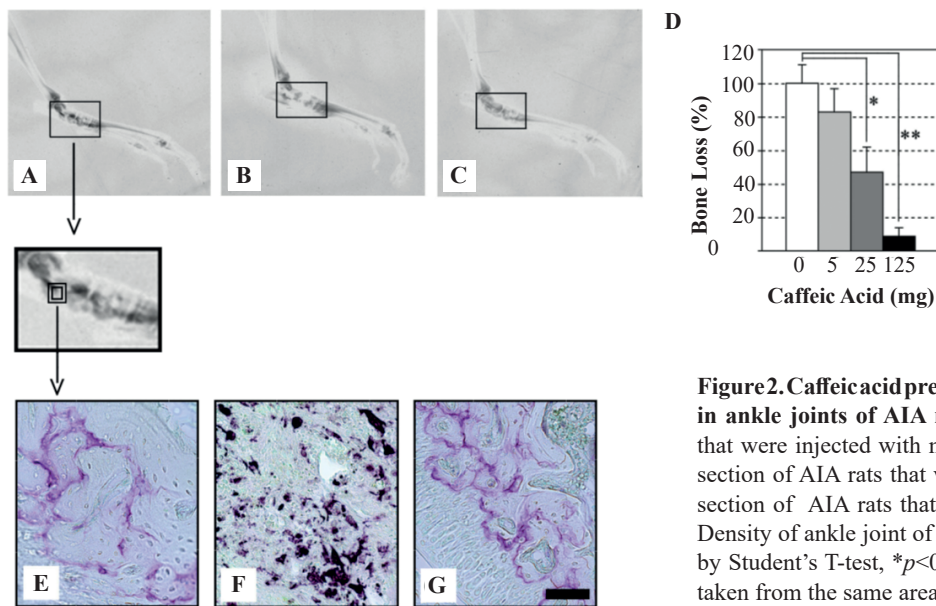 A
B
C
D
Bone Loss (%)
120
100
80
60
40
20
0
*
**
0 5 25 125
Caffeic Acid (mg)
E
F
G
Figure 2. Caffeic acid pre
in ankle joints of AIA
that were injected with
section of AIA rats that
section of AIA rats that
Density of ankle joint of
by Student's T-test, *p<0
taken from the same area